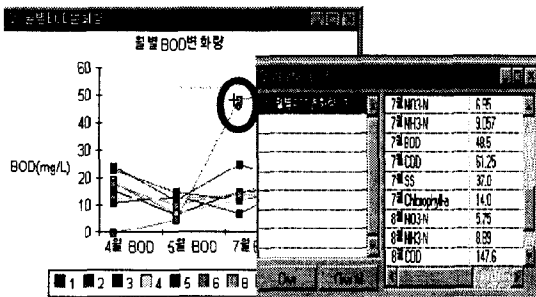 월별BOD변화량
60
50
40
30
20
10
0
BOD(mg/L)
4월 BOD 5월 BOD 7월
1 2 3 4 5 6 8
7월NO3-N 6.95
7월NH3-N 9.057
7월BOD 48.5
7월COD 61.25
7월SS 37.0
7월Chlorophyll-a 14.0
8월NO3-N 5.75
8월NH3-N 8.89
8월COD 147.6